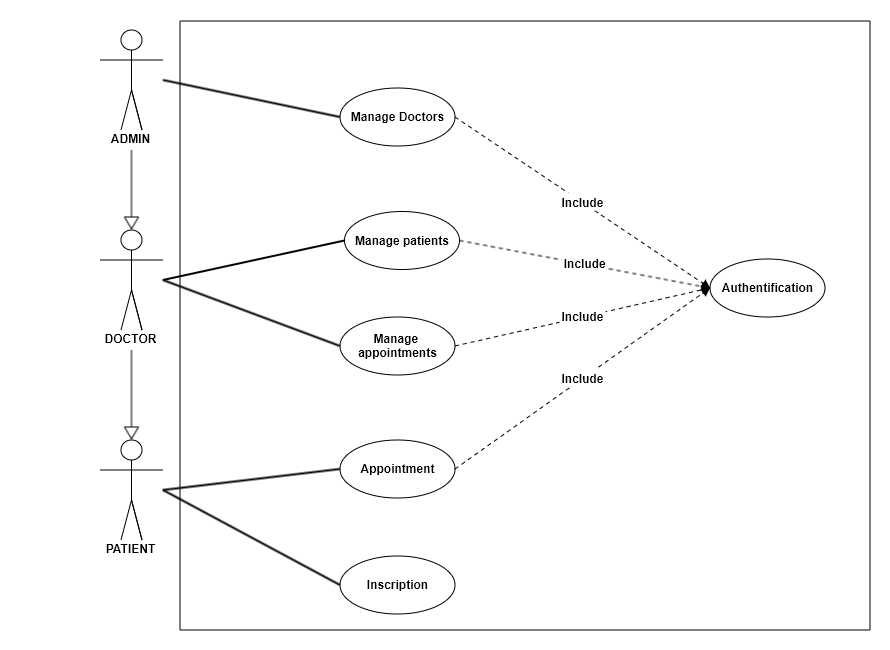 ADMIN
Manage Doctors
Include
DOCTOR
Manage patients
Include
Authentification
Manage
appointments
Include
Include
PATIENT
Appointment
Inscription